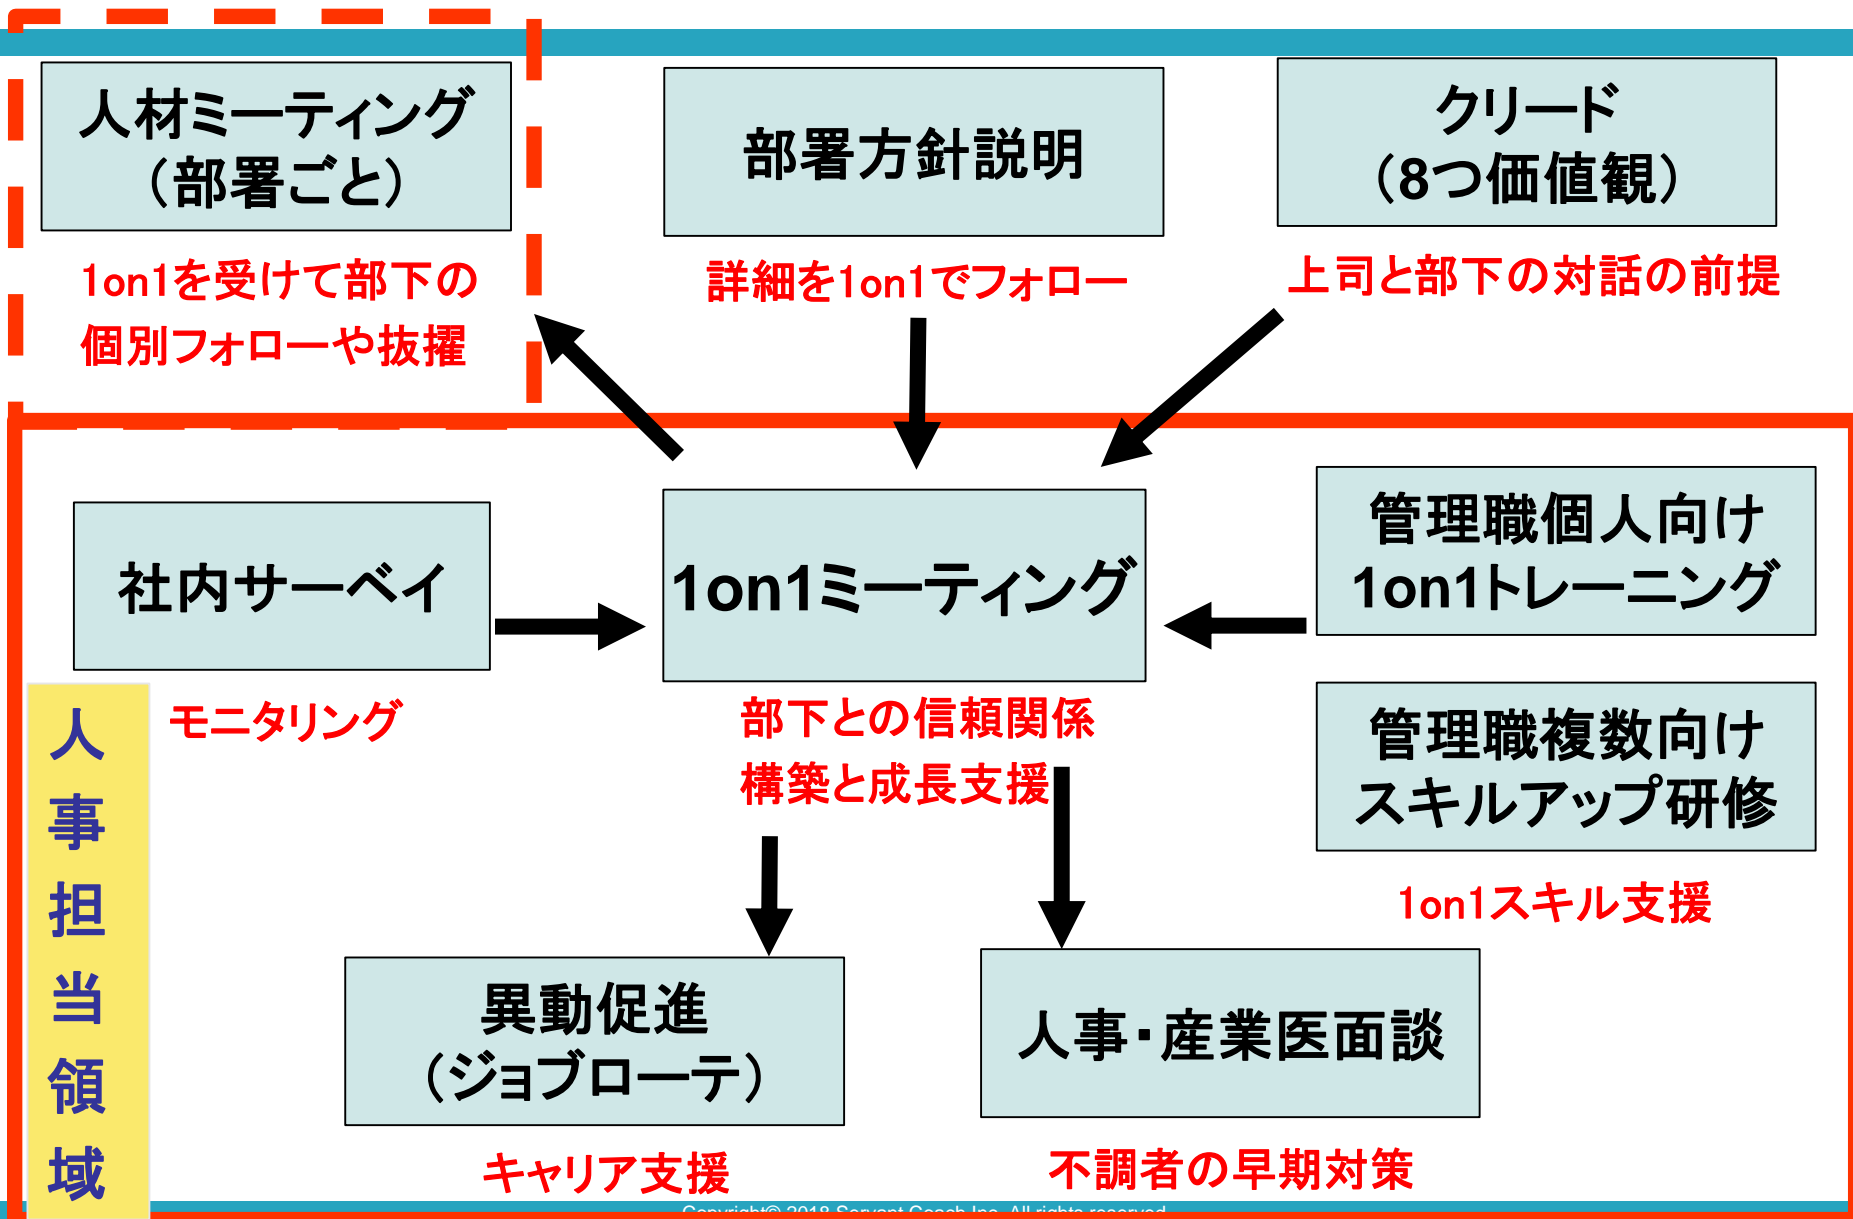 人材ミーティング
（部署ごと）
1on1を受けて部下の
個別フォローや抜擢
部署方針説明
詳細を1on1でフォロー
クリード
（8つ価値観）
上司と部下の対話の前提
社内サーベイ
モニタリング
1on1ミーティング
部下との信頼関係
構築と成長支援
管理職個人向け
1on1トレーニング
管理職複数向け
スキルアップ研修
1on1スキル支援
人事担当領域
異動促進
（ジョブローテ）
キャリア支援
人事・産業医面談
不調者の早期対策
Copyright© 2018 Servant Coach Inc. All rights reserved